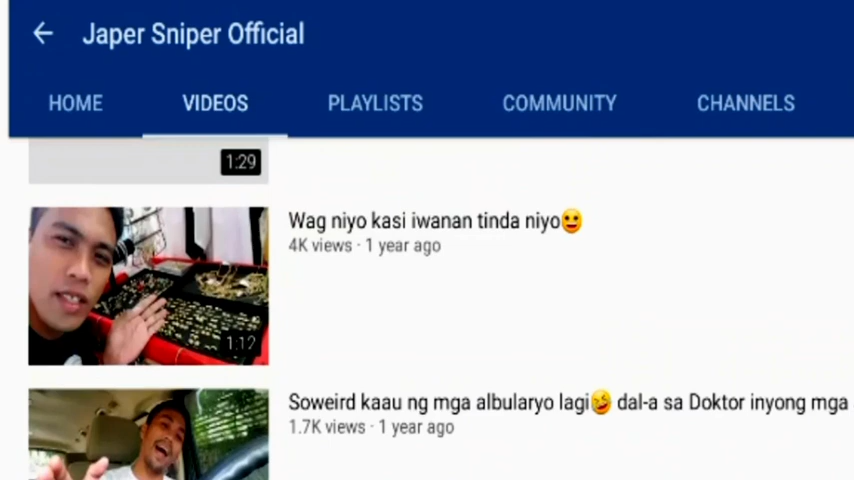 Japer Sniper Official
HOME VIDEOS PLAYLISTS COMMUNITY CHANNELS
1:29
Wag niyo kasi iwanan tinda niyo😀
4K views · 1 year ago
1:12
Soweird kaau ng mga albularyo lagi🤣 dal-a sa Doktor inyong mga
1.7K views · 1 year ago